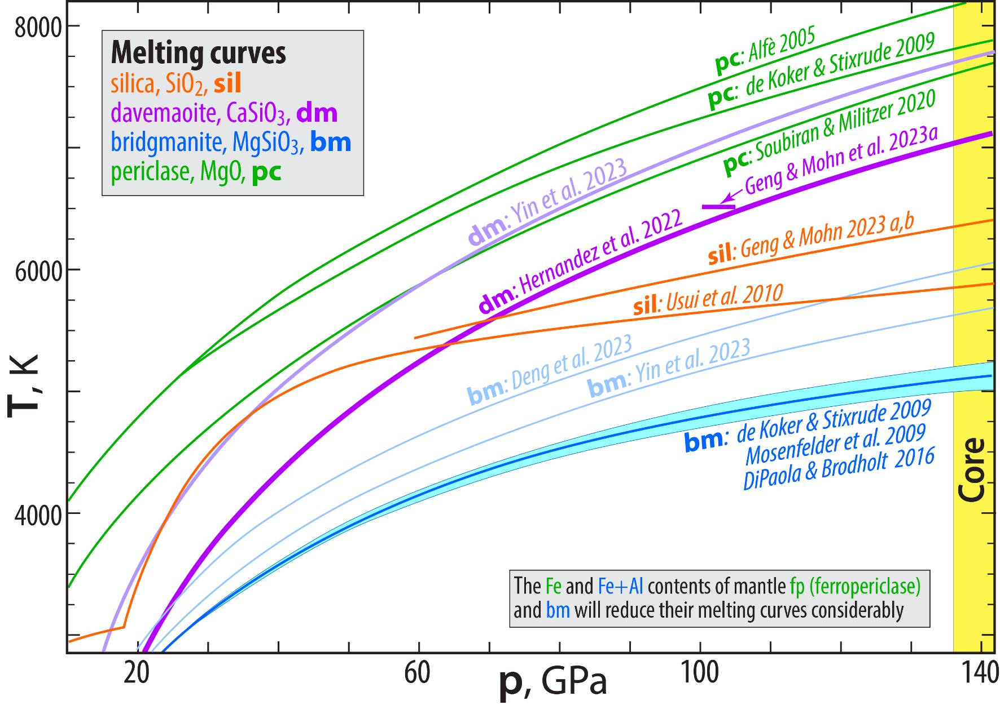 8000
6000
4000
T, K
Melting curves
silica, SiO₂, sil
davemaoite, CaSiO₃, dm
bridgmanite, MgSiO₃, bm
periclase, MgO, pc
pc: Alfè 2005
pc: de Koker & Stixrude 2009
pc: Soubiran & Militzer 2020
Geng & Mohn et al. 2023a
dm: Yin et al. 2023
dm: Hernandez et al. 2022
sil: Geng & Mohn 2023 a,b
sil: Usui et al. 2010
bm: Deng et al. 2023
bm: Yin et al. 2023
bm: de Koker & Stixrude 2009
Mosenfelder et al. 2009
DiPaola & Brodholt 2016
Core
The Fe and Fe+Al contents of mantle fp (ferropericlase)
and bm will reduce their melting curves considerably
20
60
100
140
p, GPa